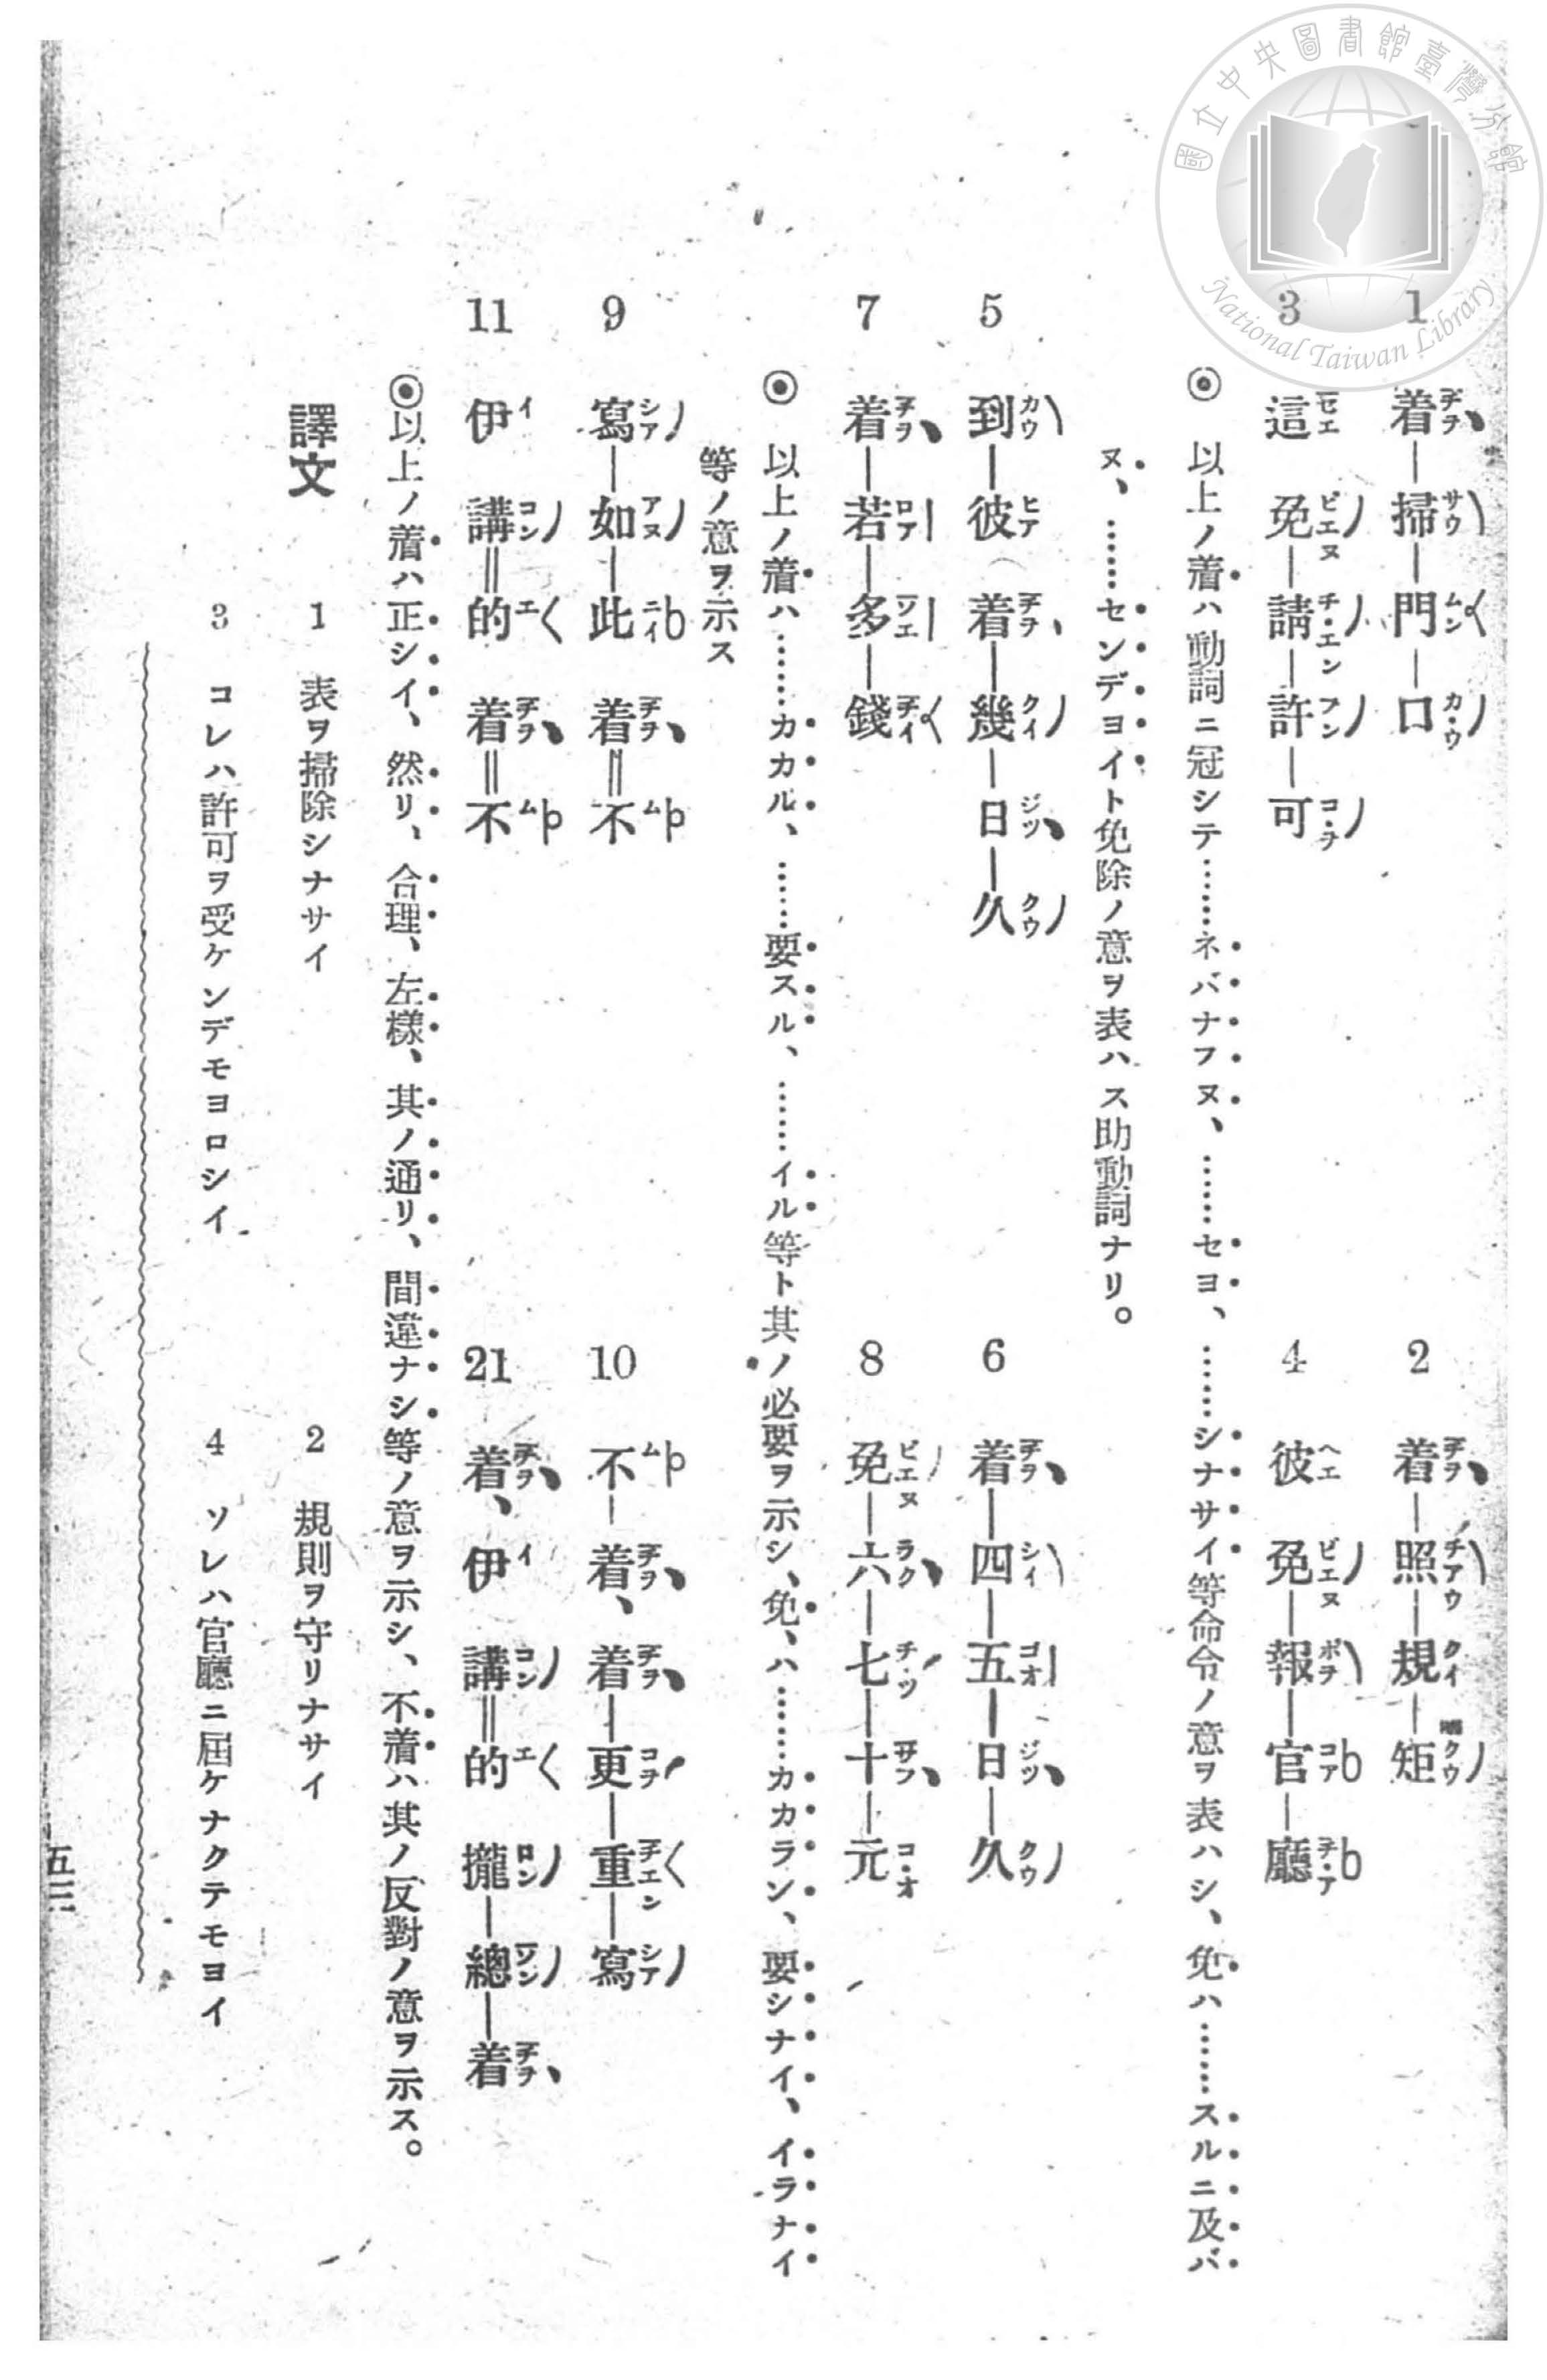 國立中央圖書館臺灣分館
National Taiwan Library
1 着—掃—門—口
2 着—照—規—矩
3 這 免—請—許—可
4 彼 免—報—官—廳
◉ 以上ノ着ハ動詞ニ冠シテ……ネバナフヌ、……セヨ、……シナサイ等命令ノ意ヲ表ハシ、免ハ……スルニ及バ
ヌ、……センデヨイト免除ノ意ヲ表ハス助動詞ナリ。
5 到—彼 着—幾—日—久
6 着—四—五—日—久
7 着—若—多—錢
8 免—六—七—十—元
◉ 以上ノ着ハ……カカル、……要スル、……イル等ト其ノ必要ヲ示シ、免、ハ……カカラン、要シナイ、イラナイ
等ノ意ヲ示ス
9 寫—如—此 着=不
10 不—着、着—更—重—寫
11 伊 講=的 着=不
21 着、伊 講=的 攏—總—着
◉以上ノ着ハ正シイ、然リ、合理、左樣、其ノ通リ、間違ナシ等ノ意ヲ示シ、不着ハ其ノ反對ノ意ヲ示ス。
譯文
1 表ヲ掃除シナサイ
2 規則ヲ守リナサイ
3 コレハ許可ヲ受ケンデモヨロシイ
4 ソレハ官廳ニ屆ケナクテモヨイ
五三